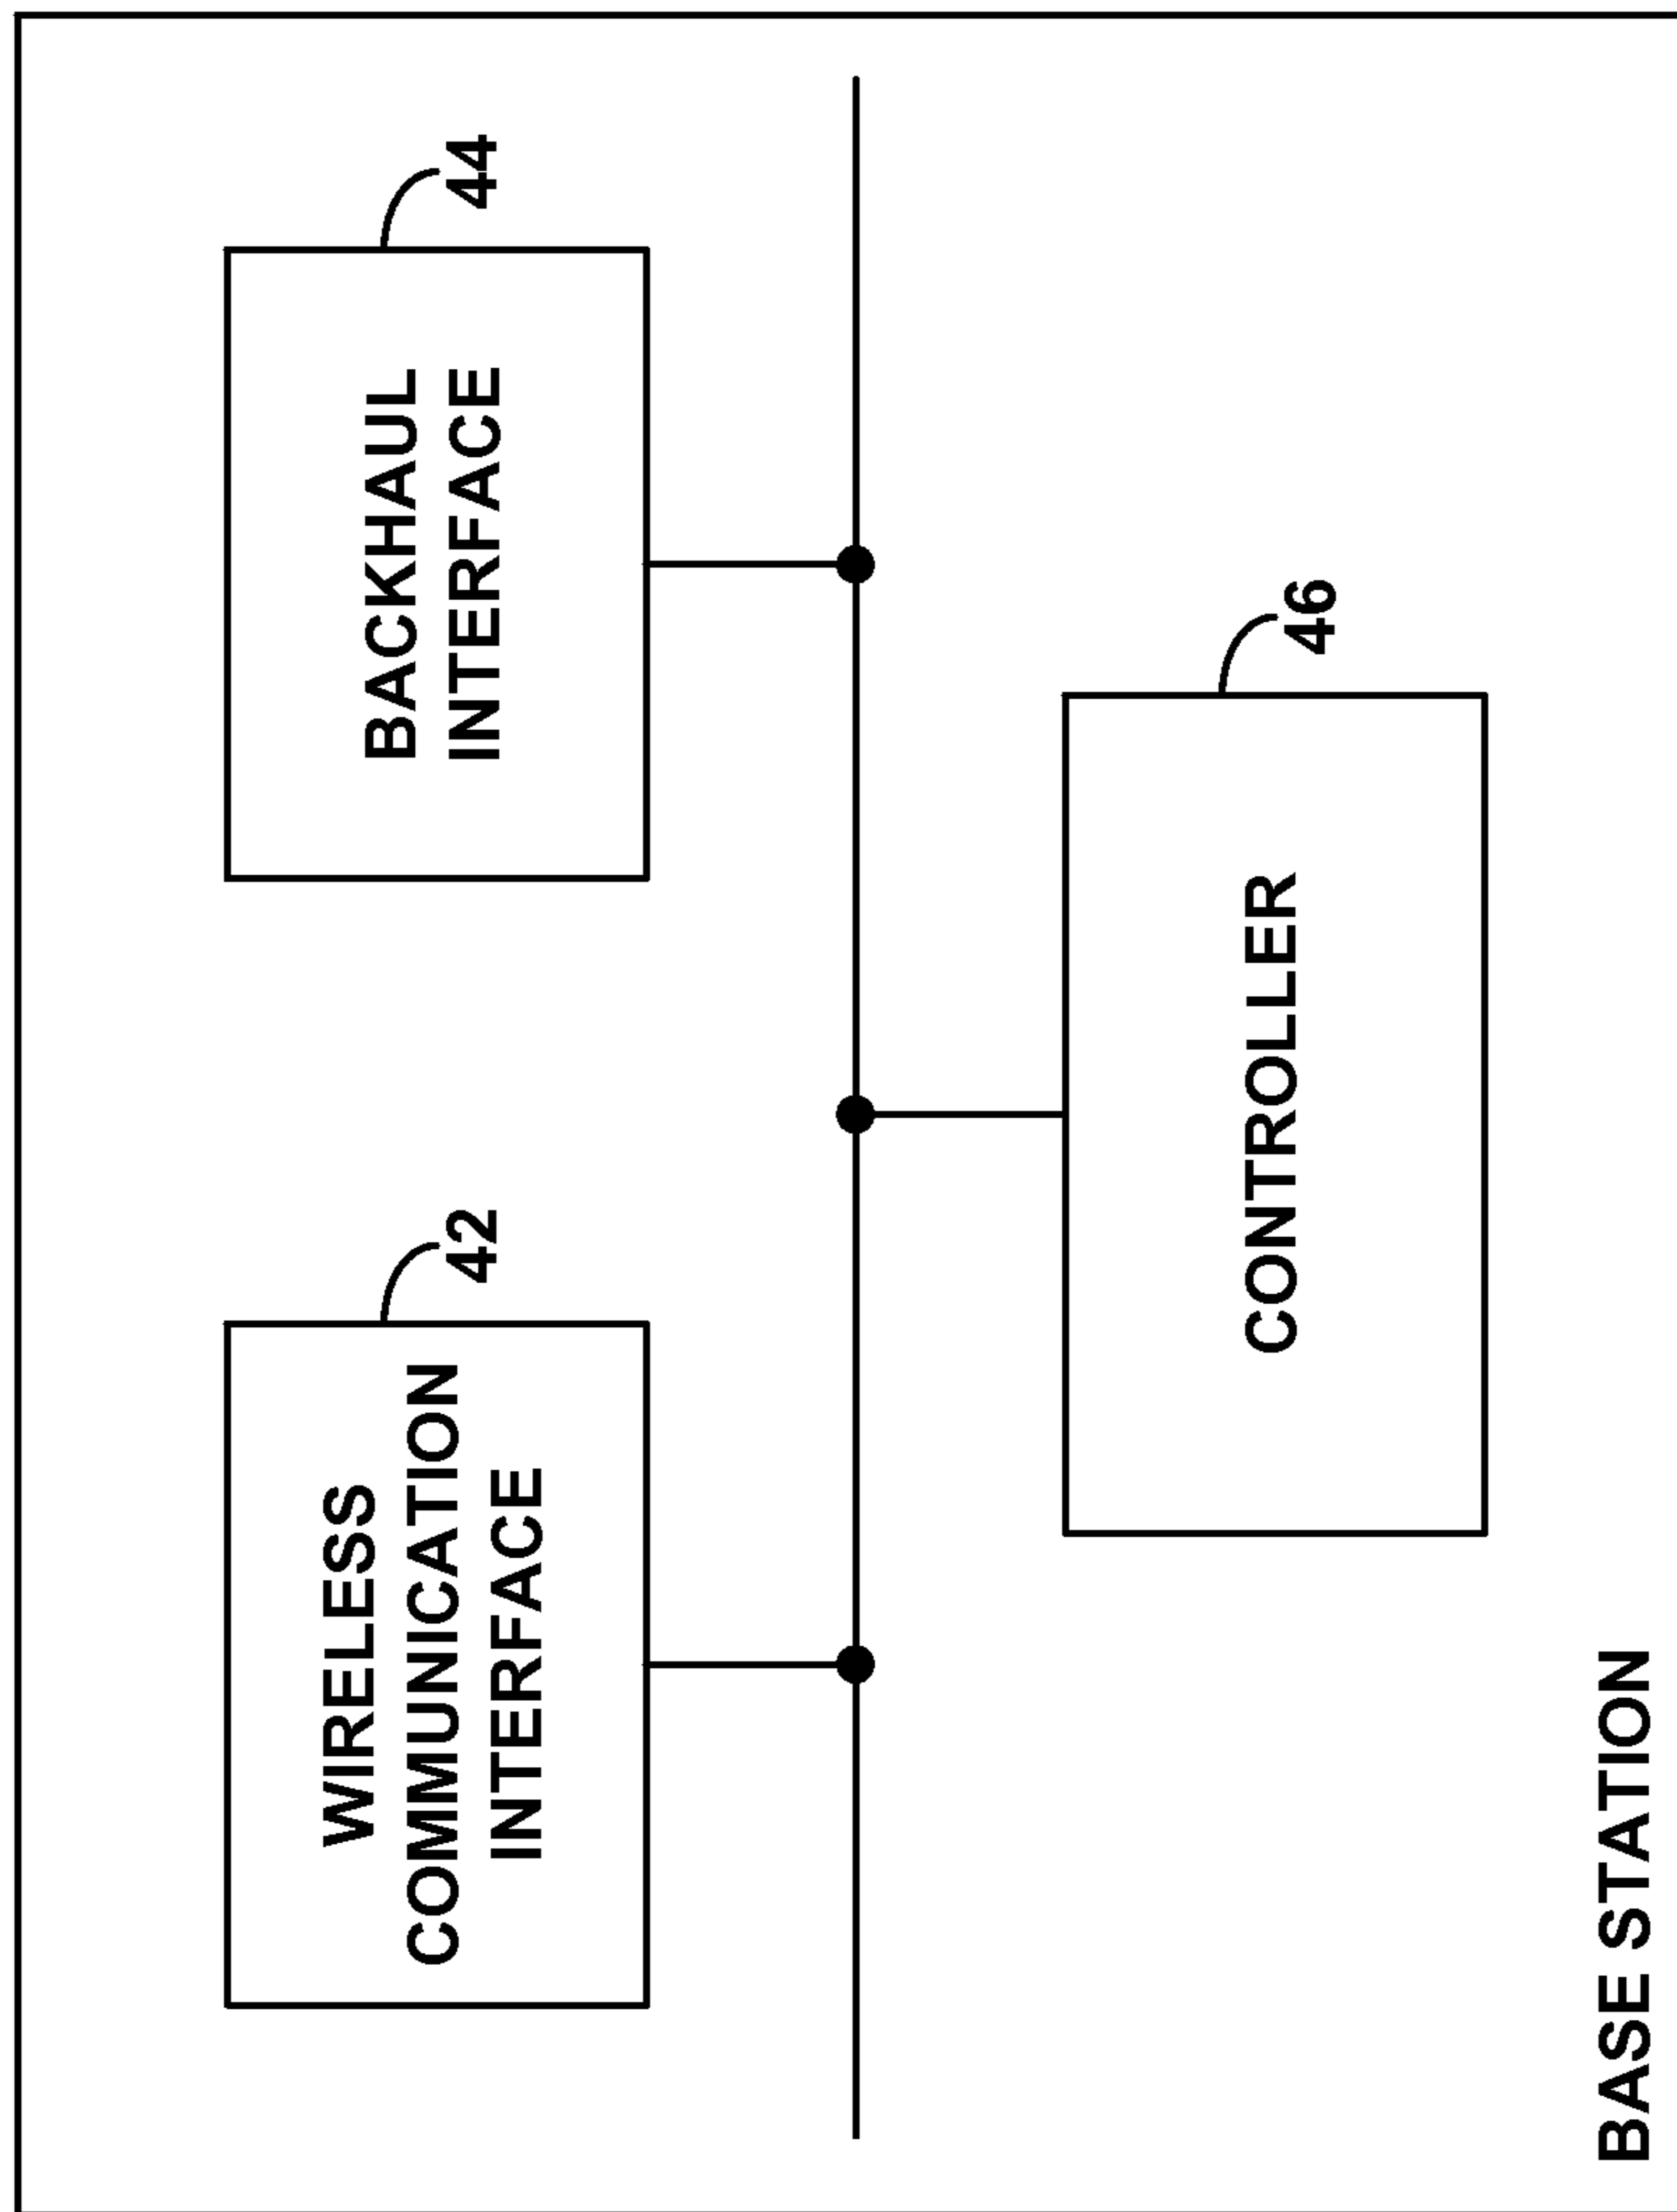 WIRELESS
COMMUNICATION
INTERFACE
42
BACKHAUL
INTERFACE
44
CONTROLLER
46
BASE STATION